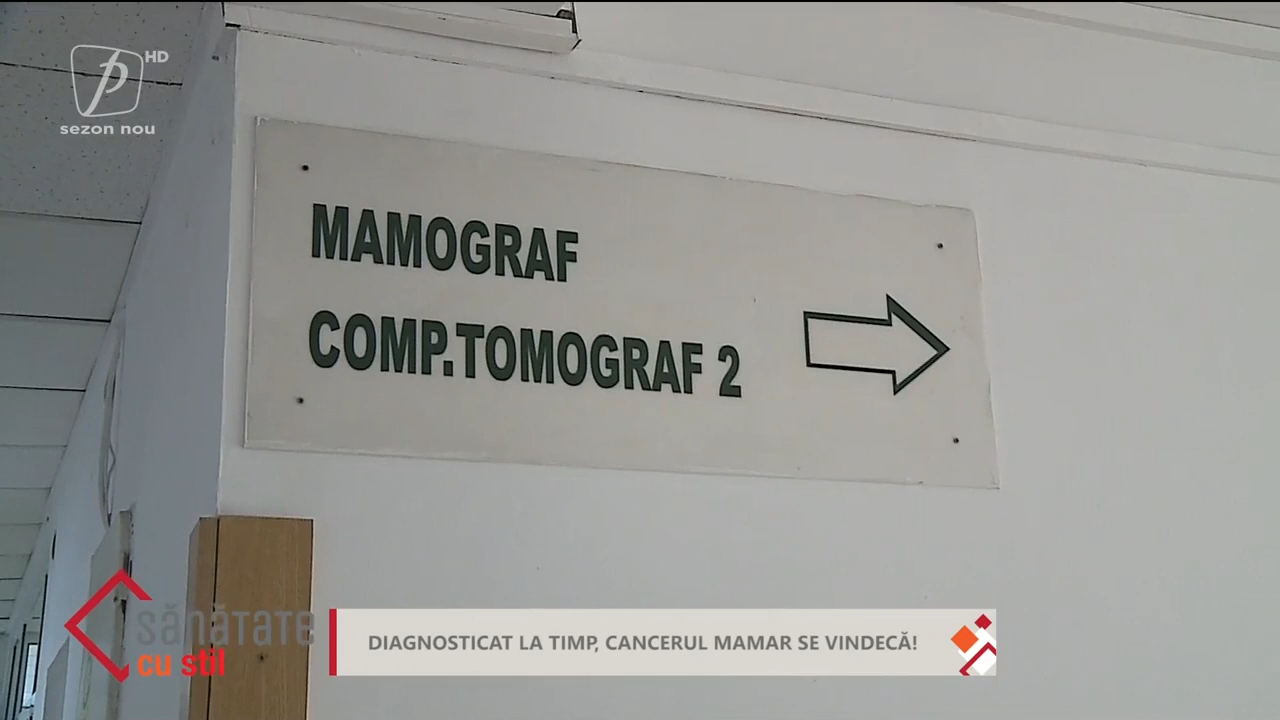 HD
sezon nou
MAMOGRAF
COMP.TOMOGRAF 2
sănătate
cu stil
DIAGNOSTICAT LA TIMP, CANCERUL MAMAR SE VINDECĂ!